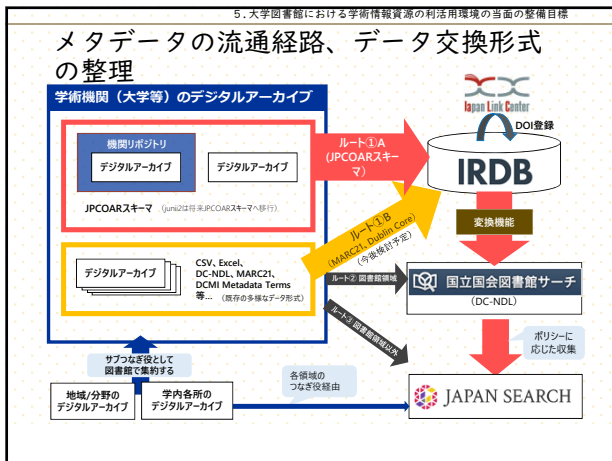 5.大学図書館における学術情報資源の利活用環境の当面の整備目標
メタデータの流通経路、データ交換形式
の整理
学術機関（大学等）のデジタルアーカイブ
機関リポジトリ
デジタルアーカイブ
デジタルアーカイブ
JPCOARスキーマ （junii2は将来JPCOARスキーマへ移行）
デジタルアーカイブ
CSV、Excel、
DC-NDL、MARC21、
DCMI Metadata Terms
等… （既存の多様なデータ形式）
ルート①A
(JPCOARスキー
マ）
ルート①B
（MARC21、Dublin Core）
（今後検討予定）
ルート② 図書館領域
ルート③ 図書館領域以外
Japan Link Center
DOI登録
IRDB
変換機能
国立国会図書館サーチ
(DC-NDL)
ポリシーに
応じた収集
JAPAN SEARCH
サブつなぎ役として
図書館で集約する
地域/分野の
デジタルアーカイブ
学内各所の
デジタルアーカイブ
各領域の
つなぎ役経由